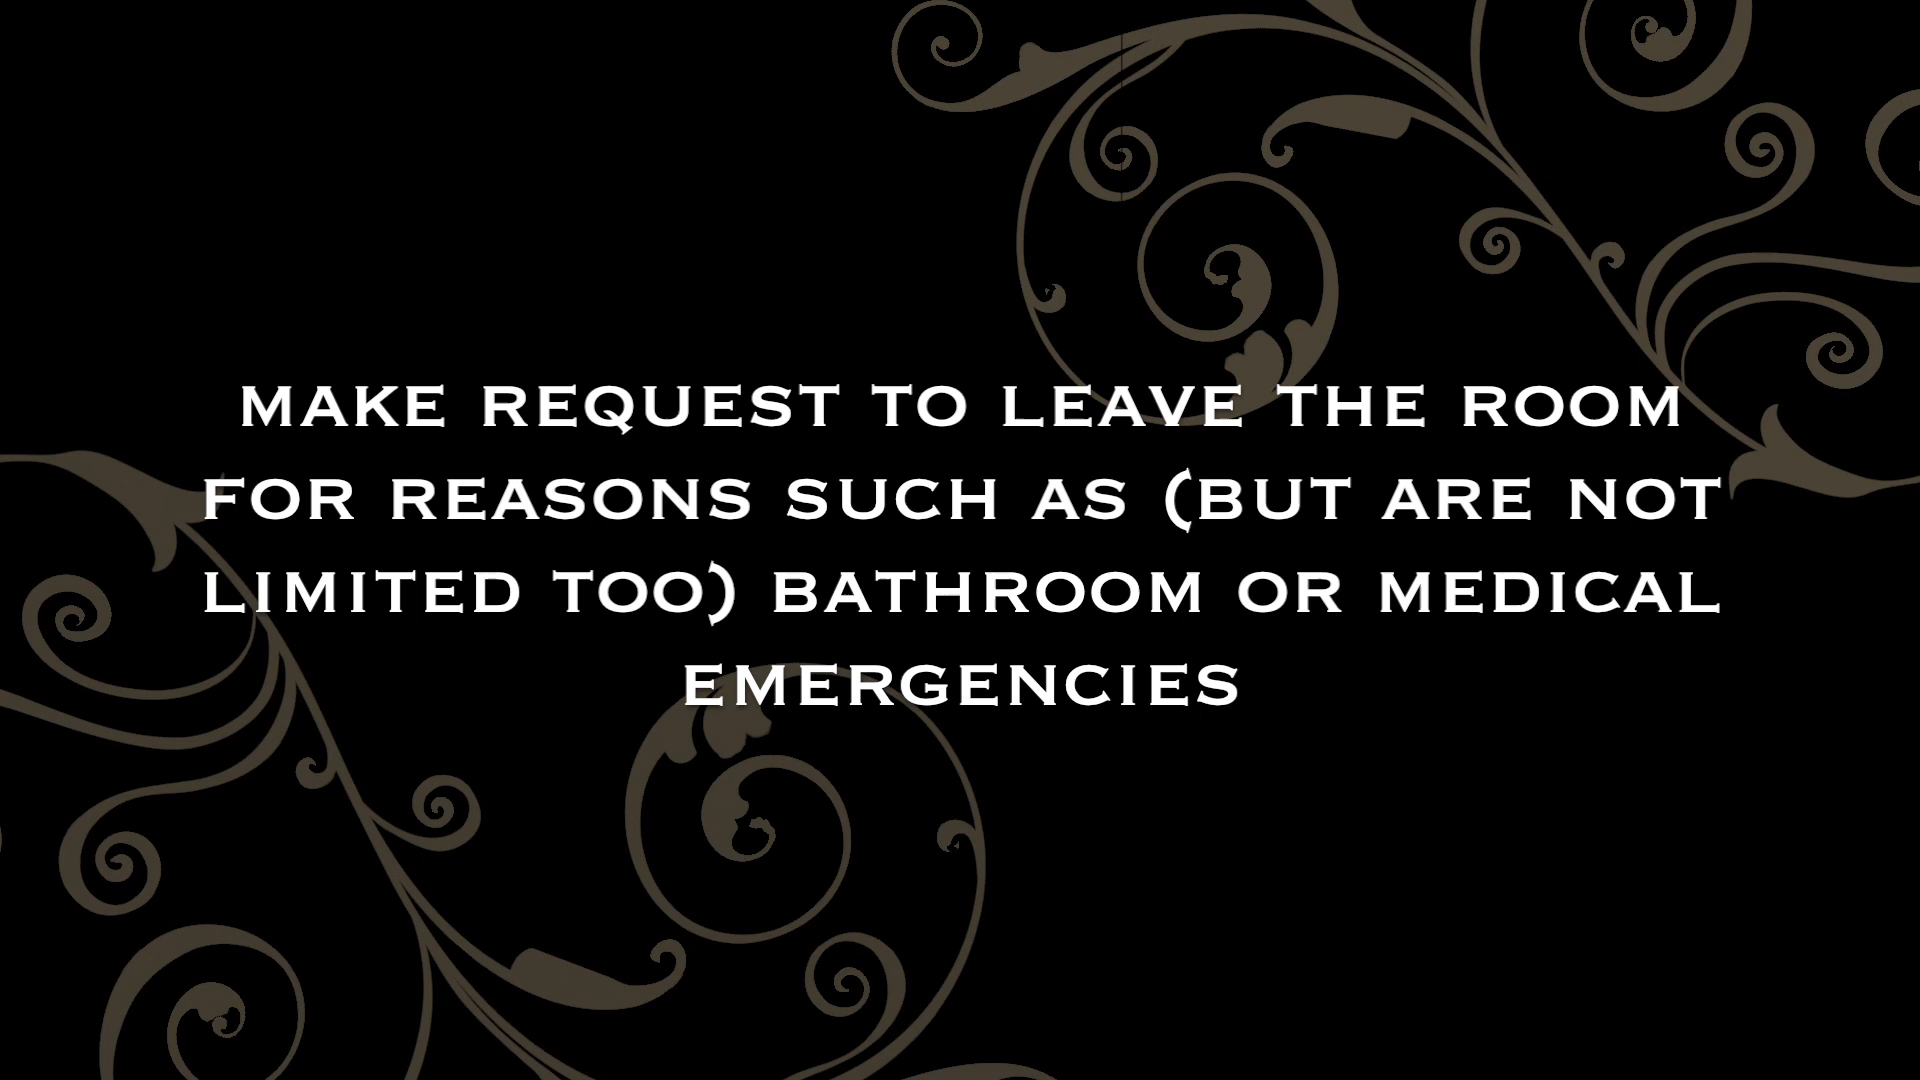 MAKE REQUEST TO LEAVE THE ROOM
FOR REASONS SUCH AS (BUT ARE NOT
LIMITED TOO) BATHROOM OR MEDICAL
EMERGENCIES